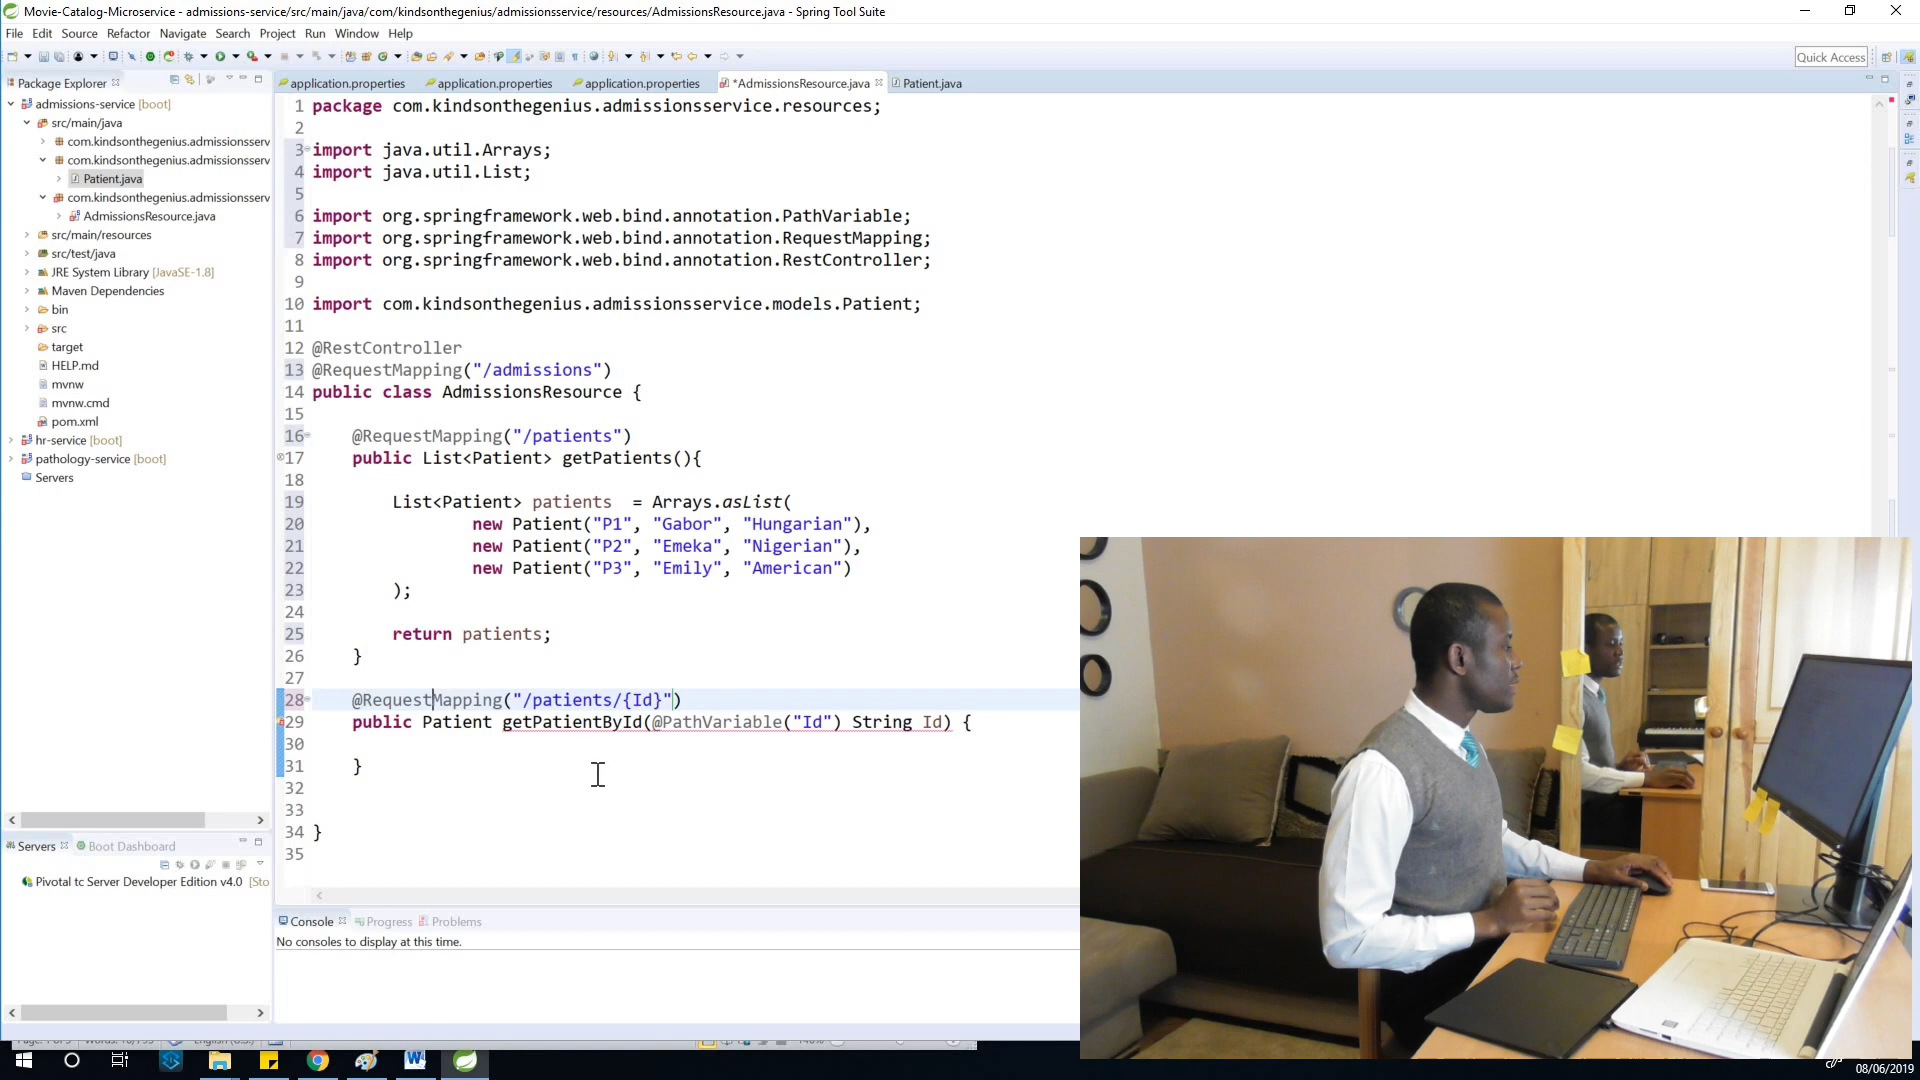 Movie-Catalog-Microservice - admissions-service/src/main/java/com/kindsonthegenius/admissionsservice/resources/AdmissionsResource.java - Spring Tool Suite
File Edit Source Refactor Navigate Search Project Run Window Help
Quick Access
Package Explorer
application.properties application.properties application.properties *AdmissionsResource.java Patient.java
admissions-service [boot]
src/main/java
com.kindsonthegenius.admissionsserv
com.kindsonthegenius.admissionsserv
Patient.java
com.kindsonthegenius.admissionsserv
AdmissionsResource.java
src/main/resources
src/test/java
JRE System Library [JavaSE-1.8]
Maven Dependencies
bin
src
target
HELP.md
mvnw
mvnw.cmd
pom.xml
hr-service [boot]
pathology-service [boot]
Servers
1 package com.kindsonthegenius.admissionsservice.resources;
2
3 import java.util.Arrays;
4 import java.util.List;
5
6 import org.springframework.web.bind.annotation.PathVariable;
7 import org.springframework.web.bind.annotation.RequestMapping;
8 import org.springframework.web.bind.annotation.RestController;
9
10 import com.kindsonthegenius.admissionsservice.models.Patient;
11
12 @RestController
13 @RequestMapping("/admissions")
14 public class AdmissionsResource {
15
16 @RequestMapping("/patients")
17 public List<Patient> getPatients(){
18
19 List<Patient> patients  = Arrays.asList(
20 new Patient("P1", "Gabor", "Hungarian"),
21 new Patient("P2", "Emeka", "Nigerian"),
22 new Patient("P3", "Emily", "American")
23 );
24
25 return patients;
26 }
27
28 @RequestMapping("/patients/{Id}")
29 public Patient getPatientById(@PathVariable("Id") String Id) {
30
31 }
32
33
34 }
35
Servers Boot Dashboard
Pivotal tc Server Developer Edition v4.0 [Sto
Console Progress Problems
No consoles to display at this time.
08/06/2019